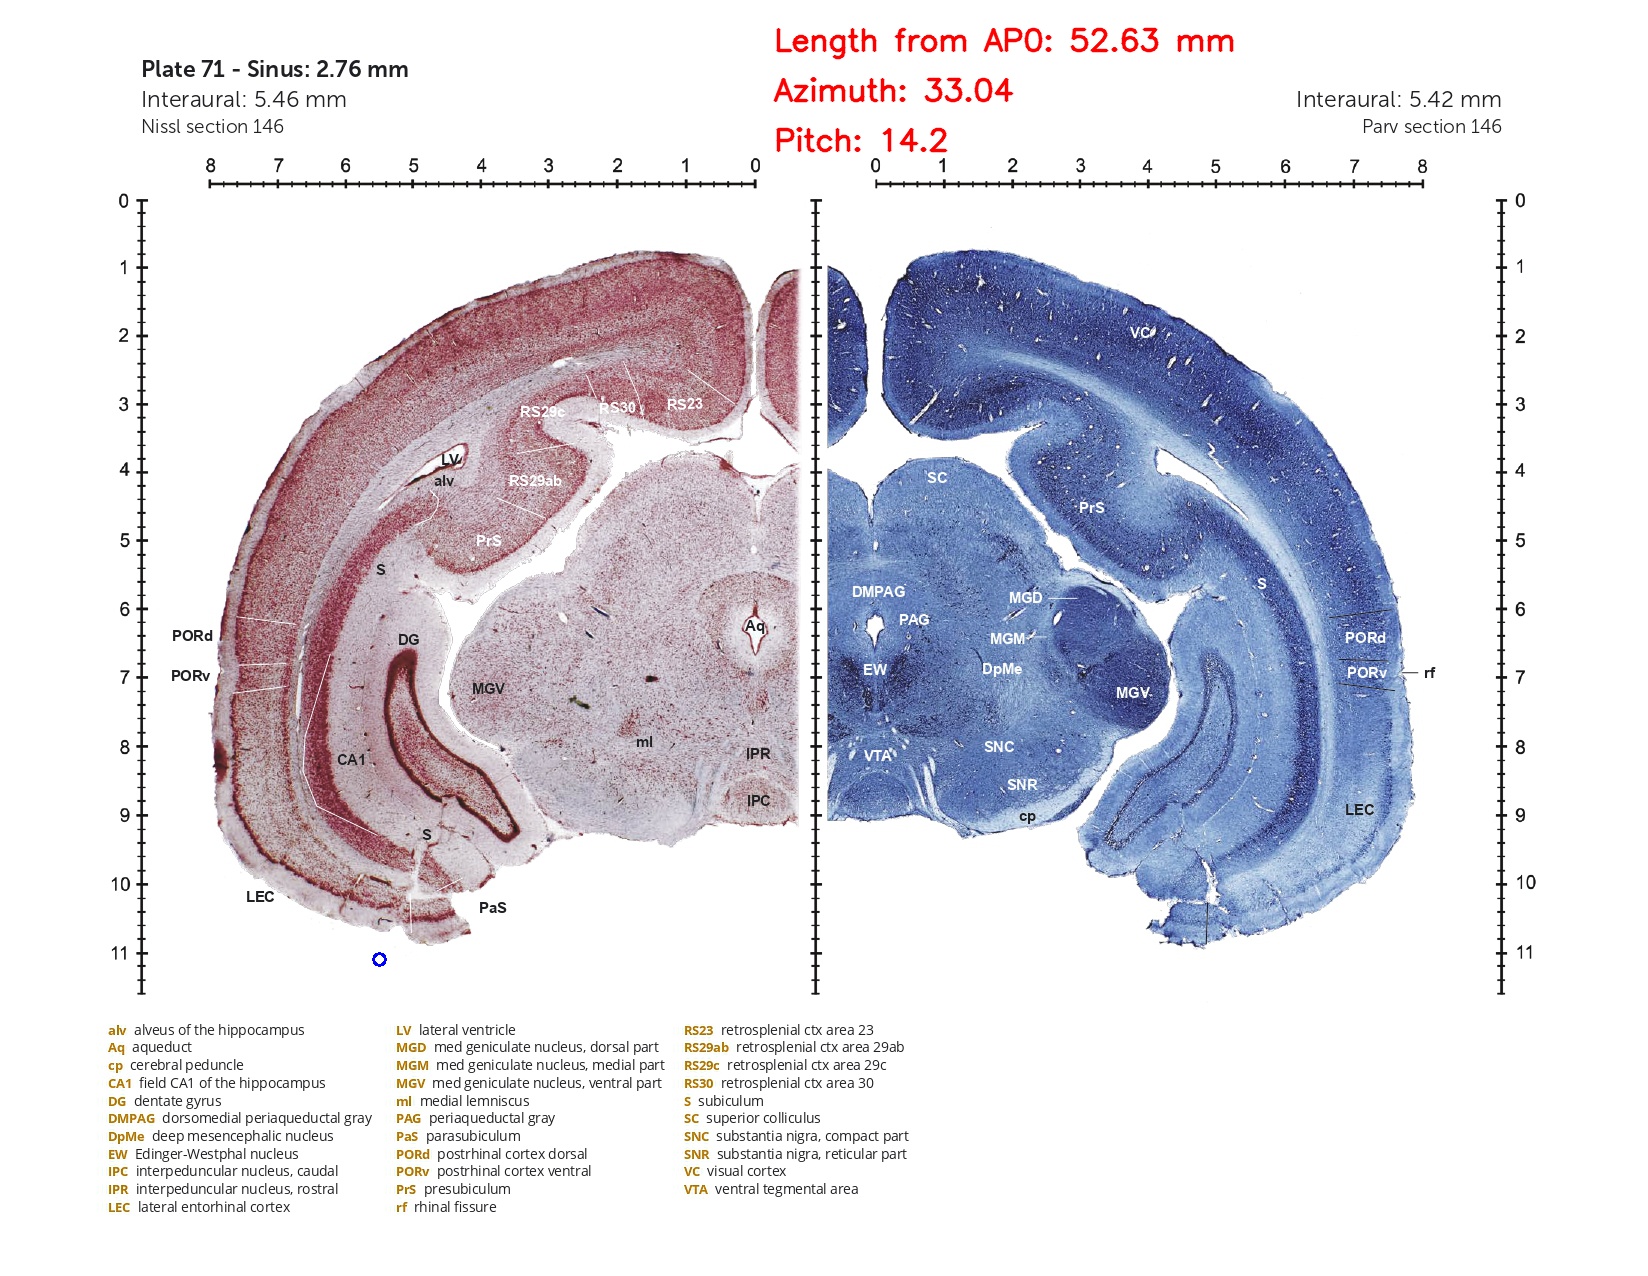 Length from AP0: 52.63 mm
Plate 71 - Sinus: 2.76 mm
Azimuth: 33.04
Interaural: 5.46 mm
Interaural: 5.42 mm
Nissl section 146
Parv section 146
Pitch: 14.2
8 7 6 5 4 3 2 1 0
0 1 2 3 4 5 6 7 8
0 0
1 1
2 2
VC
3 3
RS29c RS30 RS23
4 4
LV
alv
SC
RS29ab
PrS
5 5
PrS
S
S
DMPAG
MGD
6 6
PAG
Aq
PORd
DG
MGM
PORd
PORv
EW
DpMe
PORv
rf
7 7
MGV
MGV
ml
8 8
SNC
IPR
VTA
CA1
SNR
IPC
LEC
9 9
cp
S
10 10
LEC
PaS
11 11
alv alveus of the hippocampus
Aq aqueduct
cp cerebral peduncle
CA1 field CA1 of the hippocampus
DG dentate gyrus
DMPAG dorsomedial periaqueductal gray
DpMe deep mesencephalic nucleus
EW Edinger-Westphal nucleus
IPC interpeduncular nucleus, caudal
IPR interpeduncular nucleus, rostral
LEC lateral entorhinal cortex
LV lateral ventricle
MGD med geniculate nucleus, dorsal part
MGM med geniculate nucleus, medial part
MGV med geniculate nucleus, ventral part
ml medial lemniscus
PAG periaqueductal gray
PaS parasubiculum
PORd postrhinal cortex dorsal
PORv postrhinal cortex ventral
PrS presubiculum
rf rhinal fissure
RS23 retrosplenial ctx area 23
RS29ab retrosplenial ctx area 29ab
RS29c retrosplenial ctx area 29c
RS30 retrosplenial ctx area 30
S subiculum
SC superior colliculus
SNC substantia nigra, compact part
SNR substantia nigra, reticular part
VC visual cortex
VTA ventral tegmental area